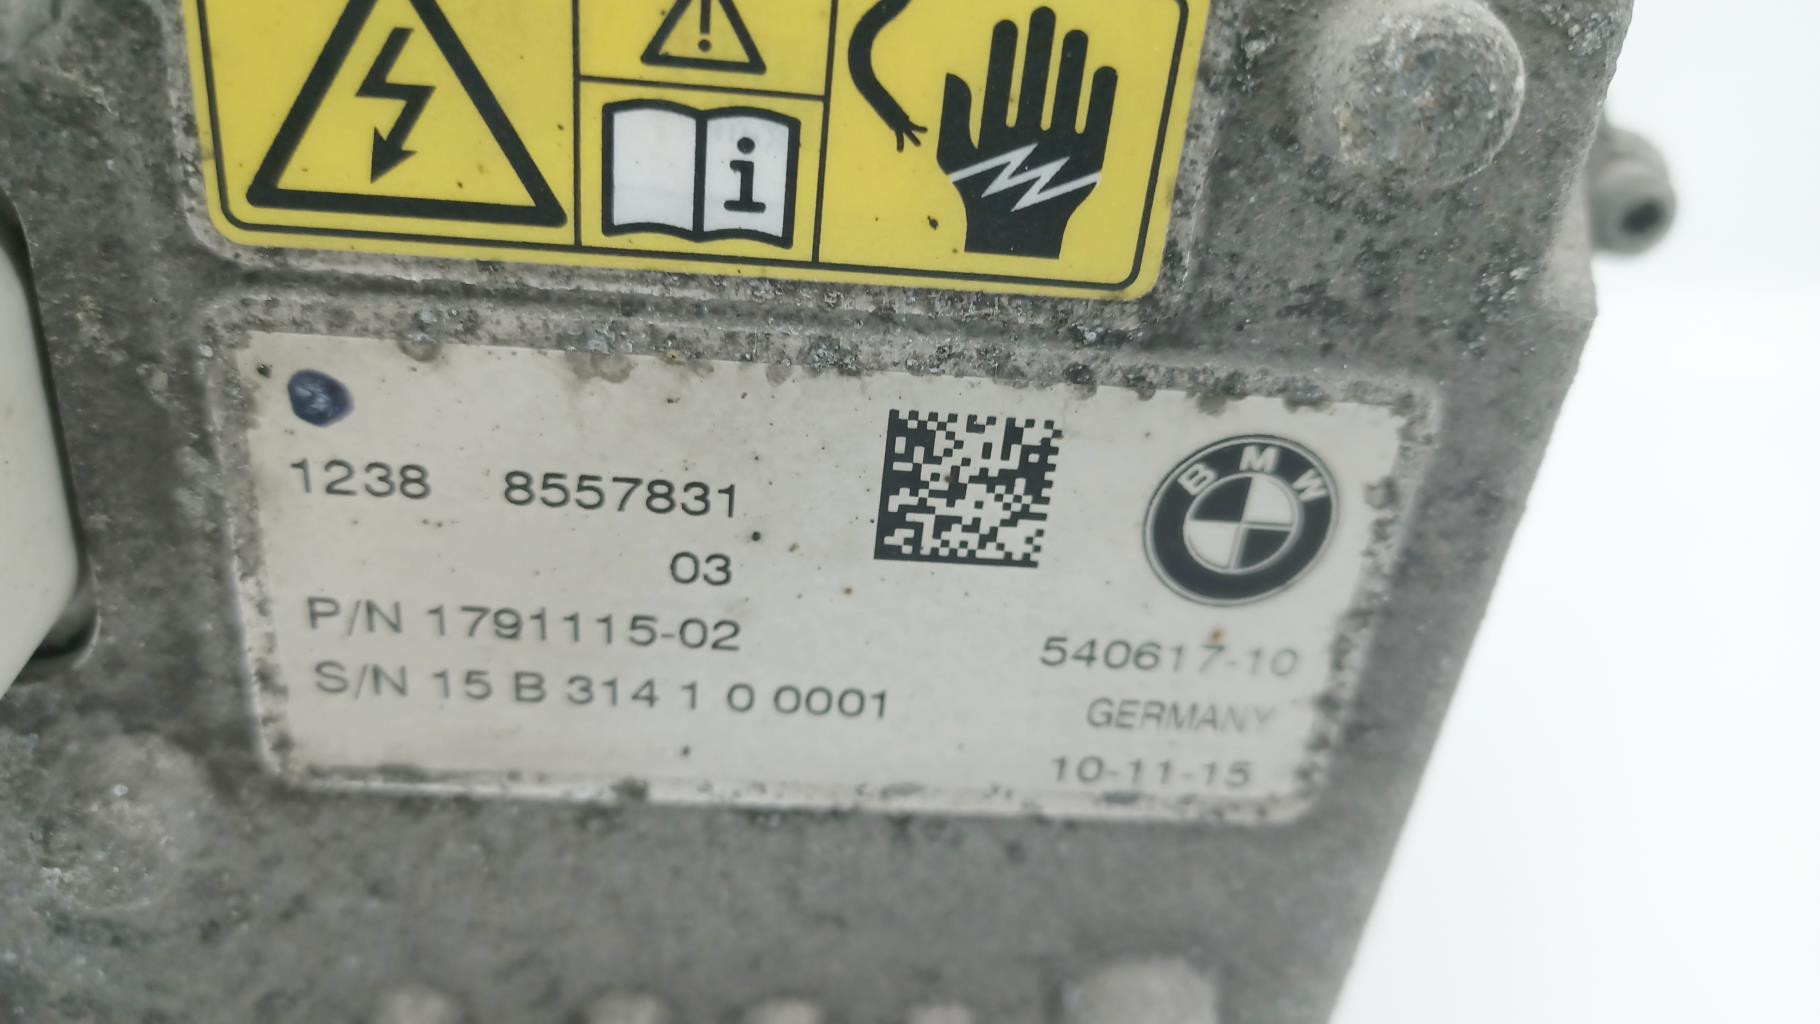 1238 8557831
03
P/N 1791115-02
S/N 15 B 314 1 0 0001
BMW
540617-10
GERMANY
10-11-15